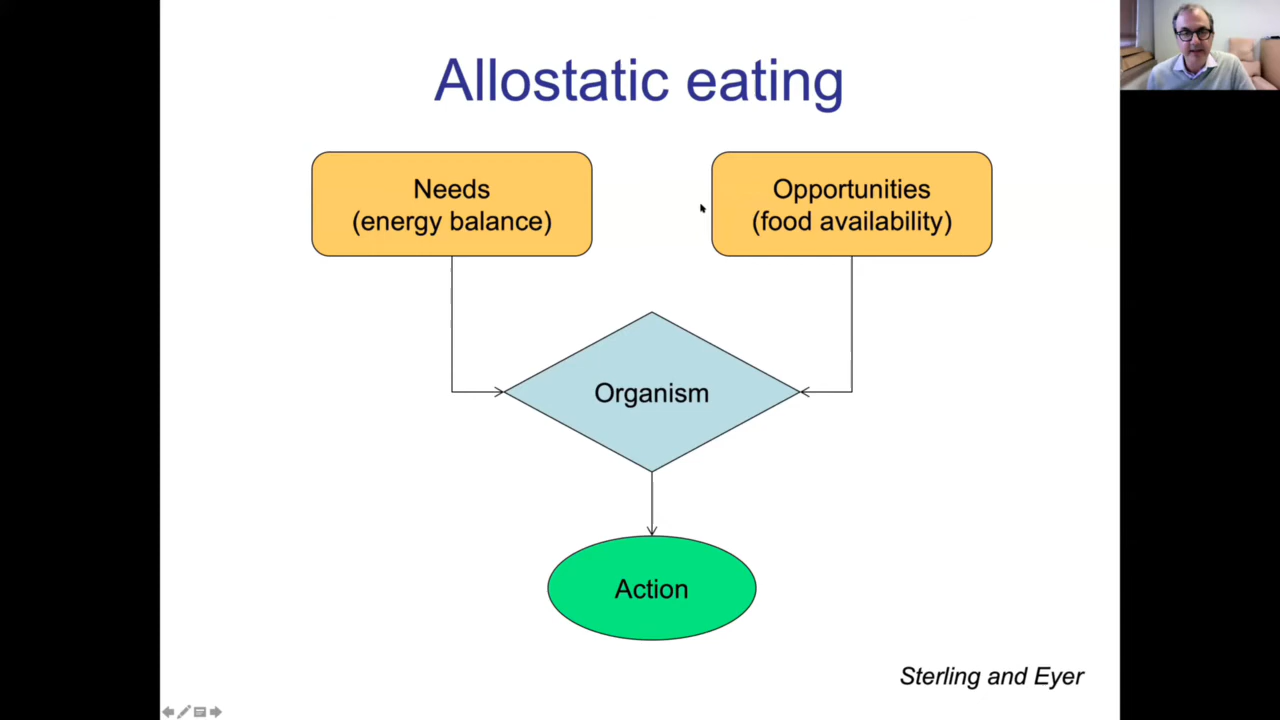 Allostatic eating
Needs
(energy balance)
Opportunities
(food availability)
Organism
Action
Sterling and Eyer